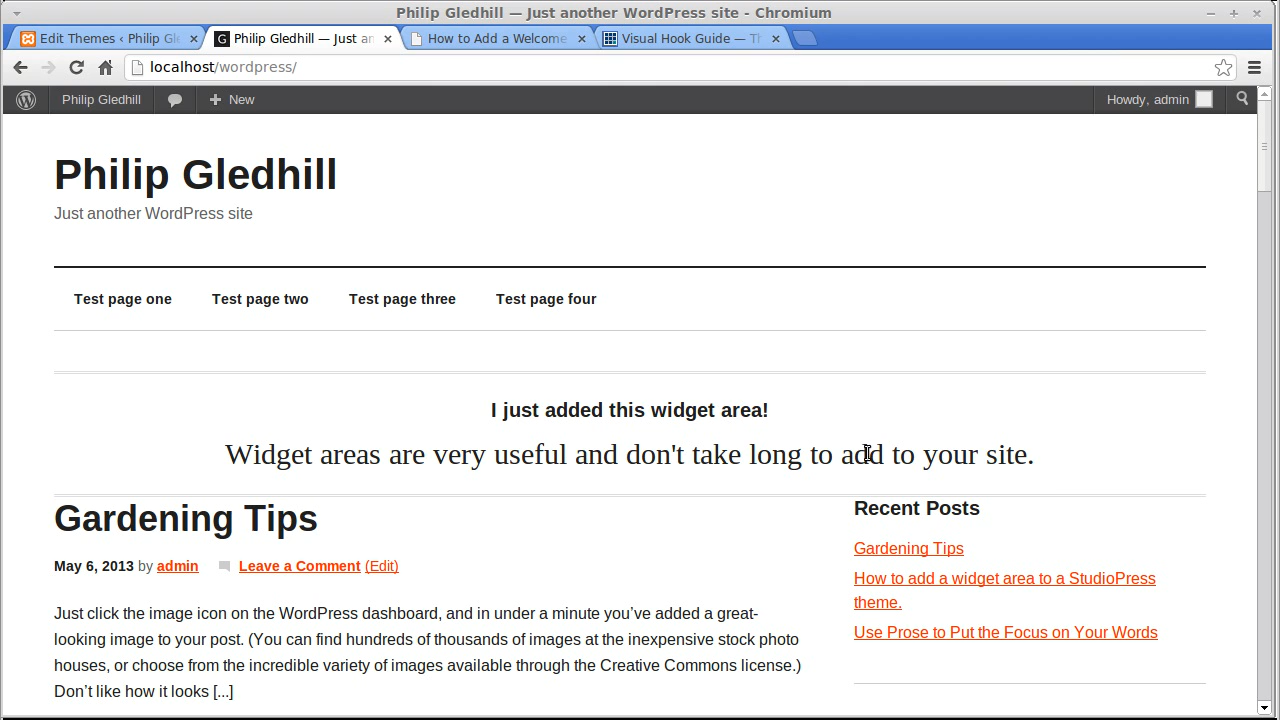 Philip Gledhill — Just another WordPress site - Chromium
Edit Themes ‹ Philip Gle
Philip Gledhill — Just an
How to Add a Welcome
Visual Hook Guide — Th
localhost/wordpress/
Philip Gledhill
New
Howdy, admin
Philip Gledhill
Just another WordPress site
Test page one
Test page two
Test page three
Test page four
I just added this widget area!
Widget areas are very useful and don't take long to add to your site.
Gardening Tips
May 6, 2013 by admin Leave a Comment (Edit)
Just click the image icon on the WordPress dashboard, and in under a minute you’ve added a great-
looking image to your post. (You can find hundreds of thousands of images at the inexpensive stock photo
houses, or choose from the incredible variety of images available through the Creative Commons license.)
Don’t like how it looks [...]
Recent Posts
Gardening Tips
How to add a widget area to a StudioPress
theme.
Use Prose to Put the Focus on Your Words